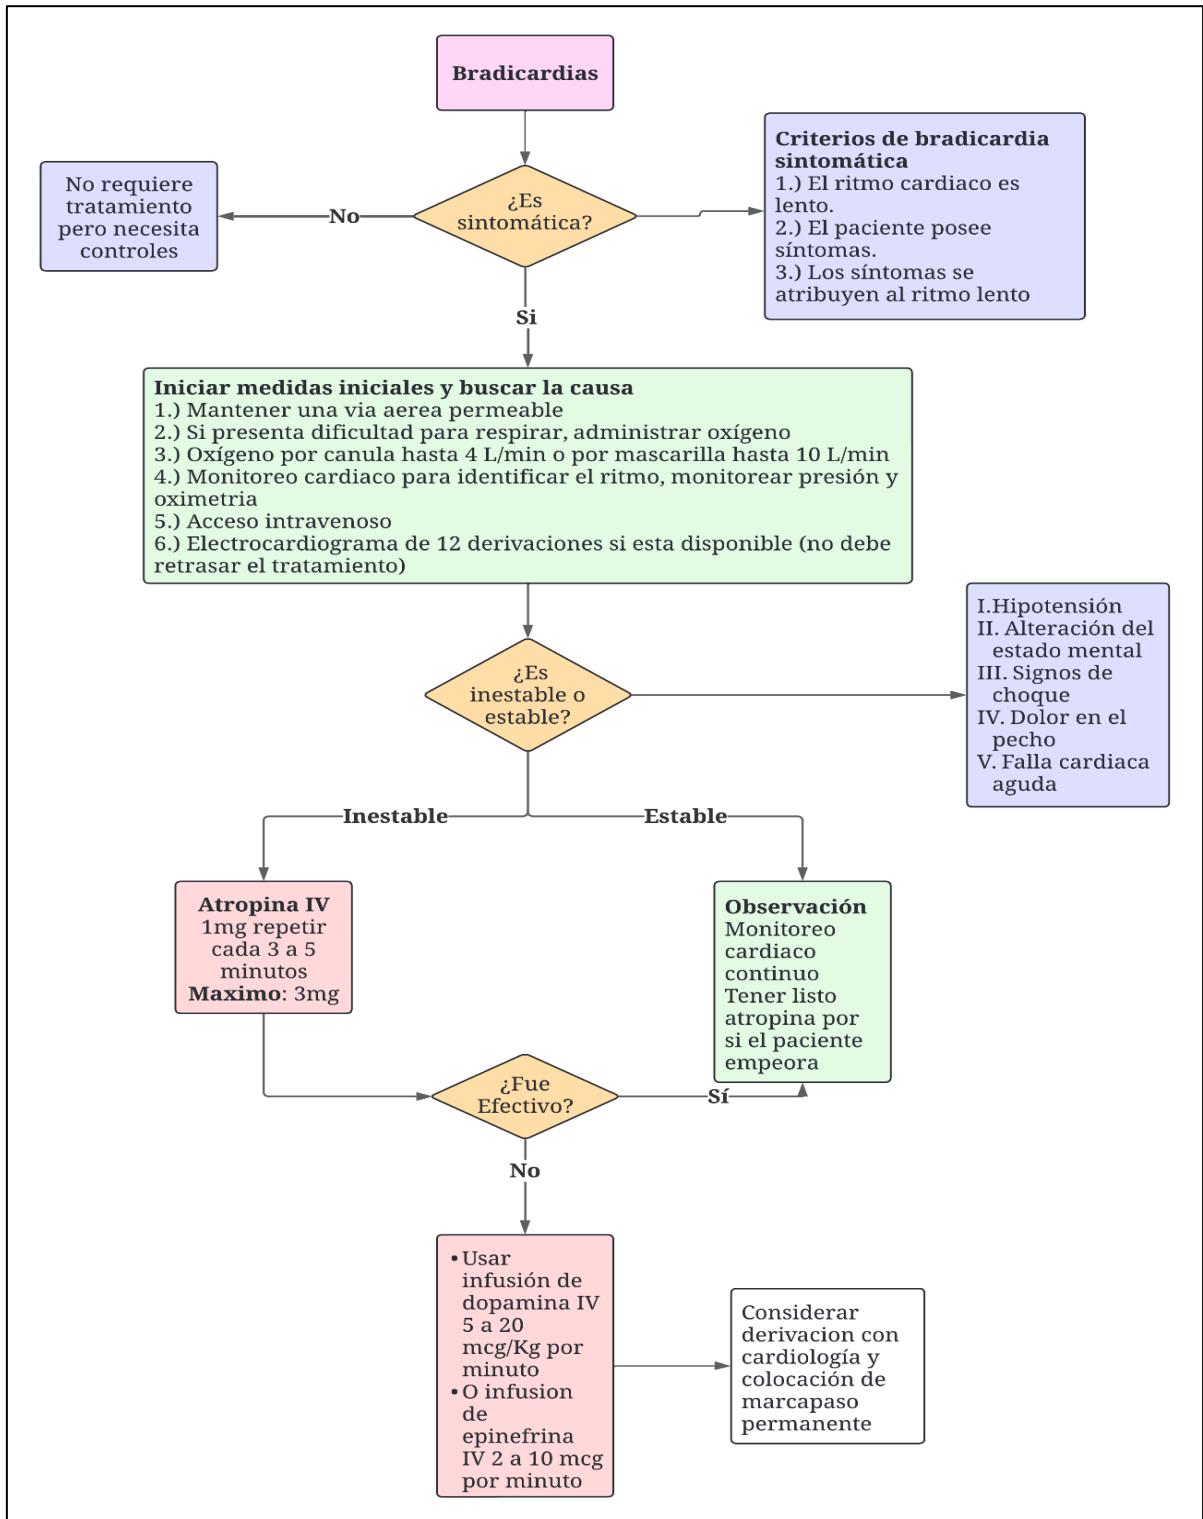 Bradicardias
Criterios de bradicardia
sintomática
1.) El ritmo cardiaco es
lento.
2.) El paciente posee
síntomas.
3.) Los síntomas se
atribuyen al ritmo lento
¿Es
sintomática?
No
No requiere
tratamiento
pero necesita
controles
Si
Iniciar medidas iniciales y buscar la causa
1.) Mantener una via aerea permeable
2.) Si presenta dificultad para respirar, administrar oxígeno
3.) Oxígeno por canula hasta 4 L/min o por mascarilla hasta 10 L/min
4.) Monitoreo cardiaco para identificar el ritmo, monitorear presión y
oximetria
5.) Acceso intravenoso
6.) Electrocardiograma de 12 derivaciones si esta disponible (no debe
retrasar el tratamiento)
¿Es
inestable o
estable?
I.Hipotensión
II. Alteración del
estado mental
III. Signos de
choque
IV. Dolor en el
pecho
V. Falla cardiaca
aguda
Inestable
Estable
Atropina IV
1mg repetir
cada 3 a 5
minutos
Maximo: 3mg
Observación
Monitoreo
cardiaco
continuo
Tener listo
atropina por
si el paciente
empeora
¿Fue
Efectivo?
Sí
No
• Usar
infusión de
dopamina IV
5 a 20
mcg/Kg por
minuto
• O infusion
de
epinefrina
IV 2 a 10 mcg
por minuto
Considerar
derivacion con
cardiología y
colocación de
marcapaso
permanente